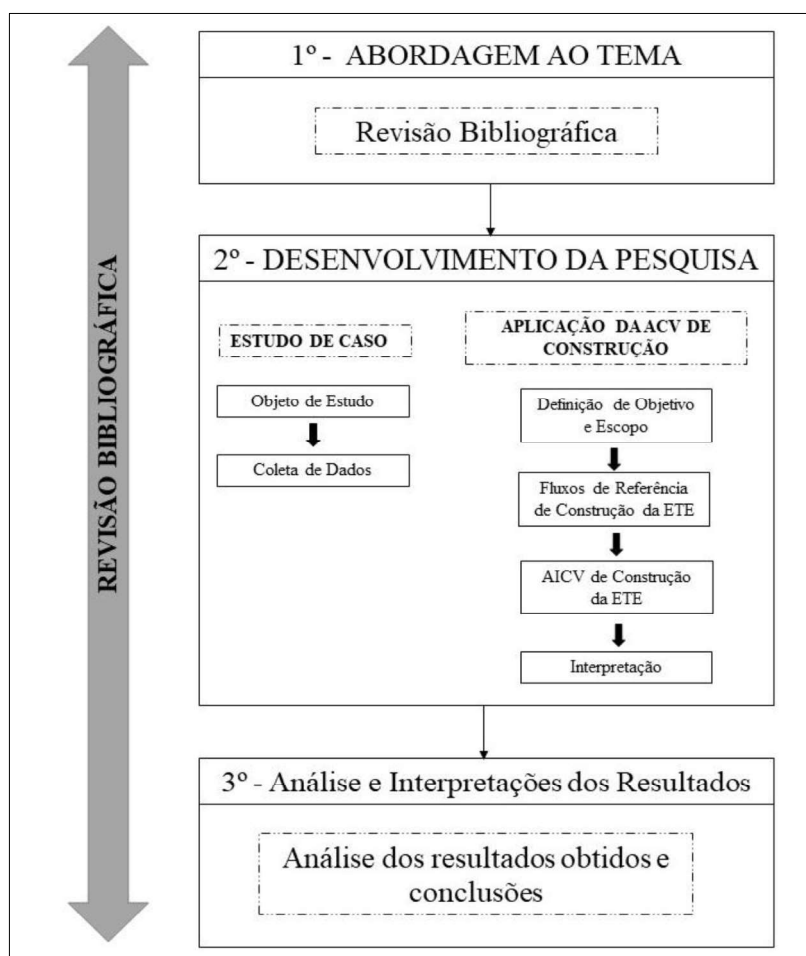 REVISÃO BIBLIOGRÁFICA
1º - ABORDAGEM AO TEMA
Revisão Bibliográfica
2º - DESENVOLVIMENTO DA PESQUISA
ESTUDO DE CASO
Objeto de Estudo
Coleta de Dados
APLICAÇÃO DA ACV DE
CONSTRUÇÃO
Definição de Objetivo
e Escopo
Fluxos de Referência
de Construção da ETE
AICV de Construção
da ETE
Interpretação
3º - Análise e Interpretações dos Resultados
Análise dos resultados obtidos e
conclusões